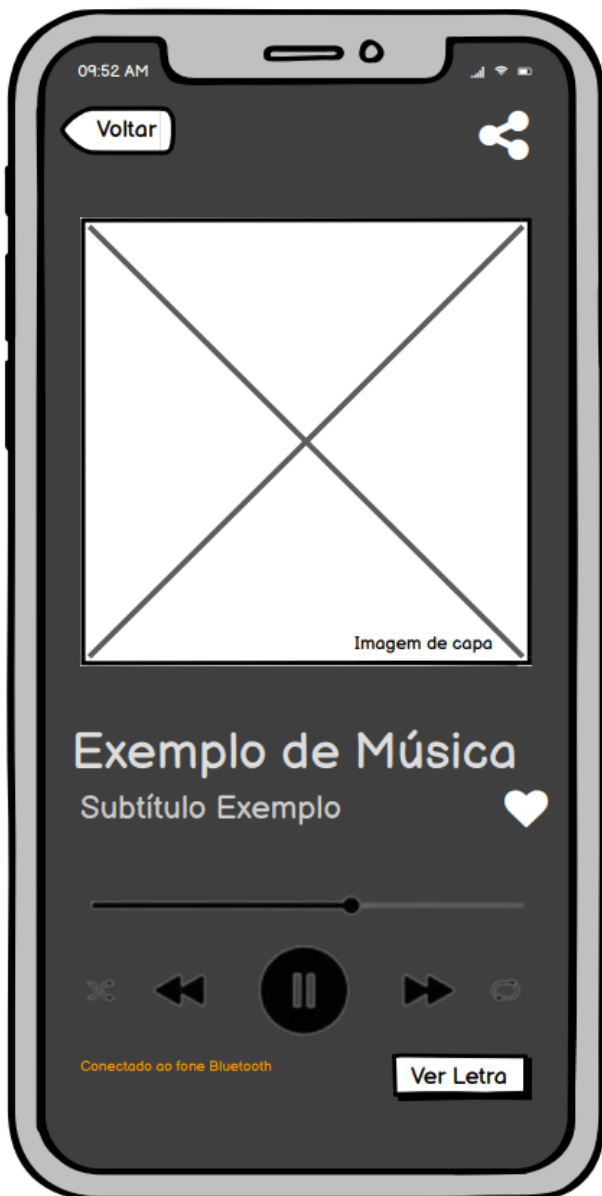 09:52 AM
Voltar
Imagem de capa
Exemplo de Música
Subtítulo Exemplo
Conectado ao fone Bluetooth
Ver Letra